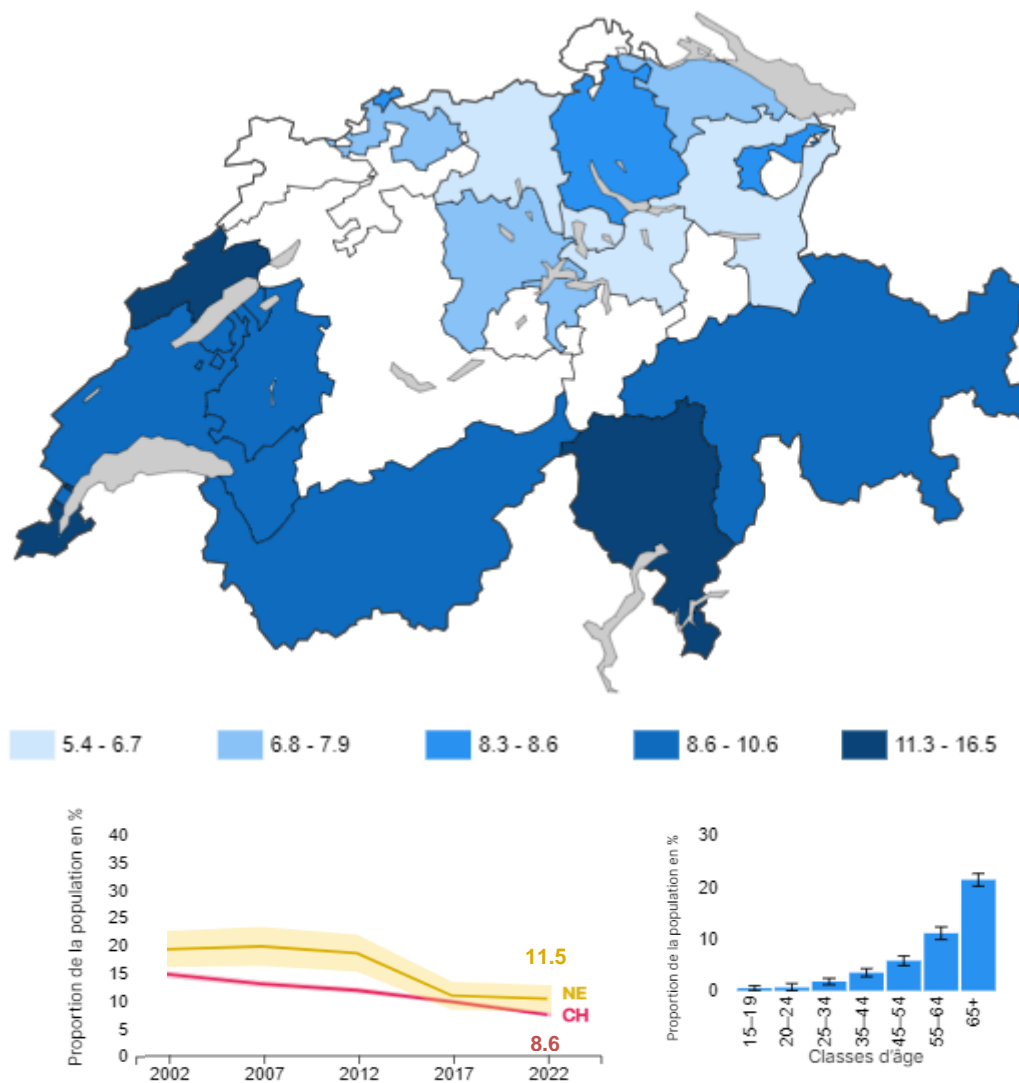 5.4 - 6.7
6.8 - 7.9
8.3 - 8.6
8.6 - 10.6
11.3 - 16.5
Proportion de la population en %
40
35
30
25
20
15
10
5
0
11.5
NE
CH
8.6
2002
2007
2012
2017
2022
Proportion de la population en %
30
20
10
0
15–19
20–24
25–34
35–44
45–54
55–64
65+
Classes d'âge